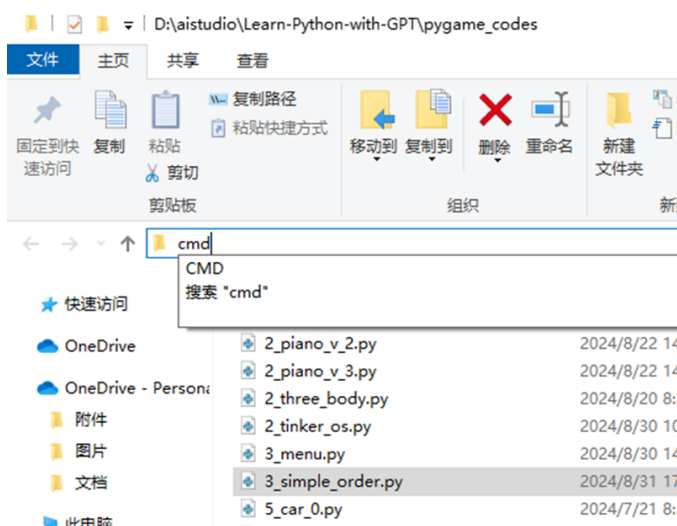 D:\aistudio\Learn-Python-with-GPT\pygame_codes
文件 主页 共享 查看
固定到快速访问
复制
粘贴
复制路径
粘贴快捷方式
剪切
剪贴板
移动到 复制到 删除 重命名
组织
新建
文件夹
cmd
CMD
搜索 "cmd"
快速访问
OneDrive
2_piano_v_2.py 2024/8/22 14
2_piano_v_3.py 2024/8/22 14
OneDrive - Persona
2_three_body.py 2024/8/20 8:
附件
2_tinker_os.py 2024/8/30 10
图片
3_menu.py 2024/8/30 14
文档
3_simple_order.py 2024/8/31 17
此电脑
5_car_0.py 2024/7/21 8: